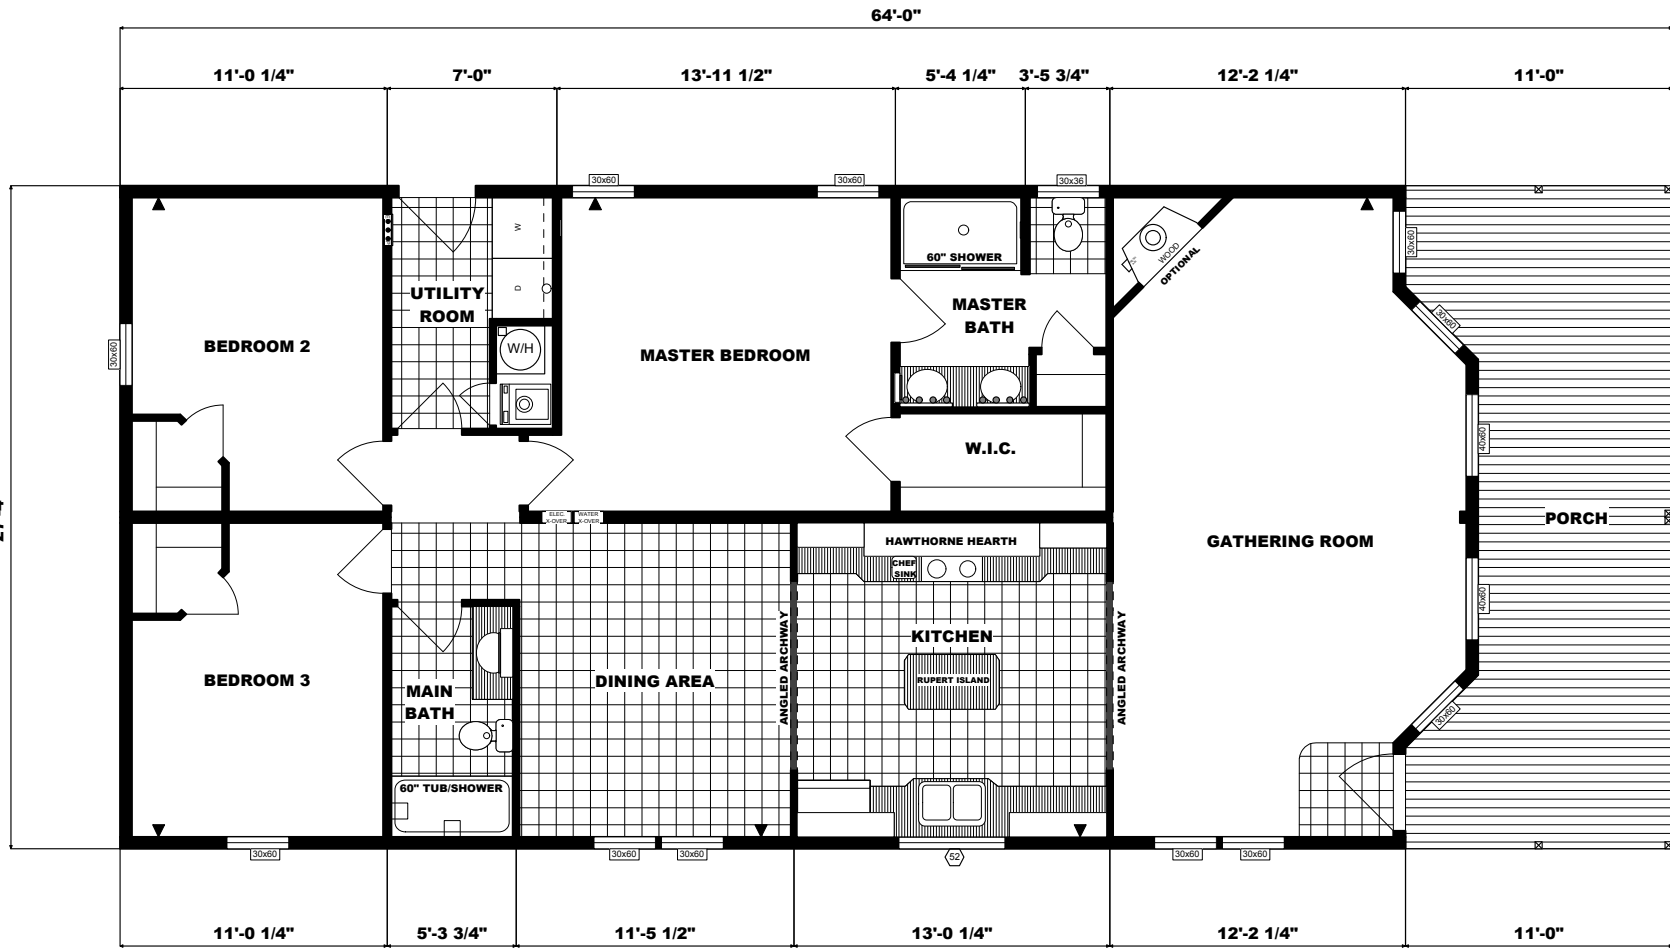 64'-0"
11'-0 1/4" 7'-0" 13'-11 1/2" 5'-4 1/4" 3'-5 3/4" 12'-2 1/4" 11'-0"
30x60 30x60 30x36
W
D
60" SHOWER
WOOD
OPTIONAL
30x60
UTILITY
ROOM
MASTER
BATH
30x60
30x60
BEDROOM 2
W/H
MASTER BEDROOM
W.I.C.
40x60
ELEC. X-OVER
WATER X-OVER
PORCH
HAWTHORNE HEARTH
GATHERING ROOM
CHEF
SINK
40x60
ANGLED ARCHWAY
KITCHEN
ANGLED ARCHWAY
BEDROOM 3
DINING AREA
RUPERT ISLAND
MAIN
BATH
30x60
60" TUB/SHOWER
30x60 30x60 30x60 52 30x60 30x60
11'-0 1/4" 5'-3 3/4" 11'-5 1/2" 13'-0 1/4" 12'-2 1/4" 11'-0"